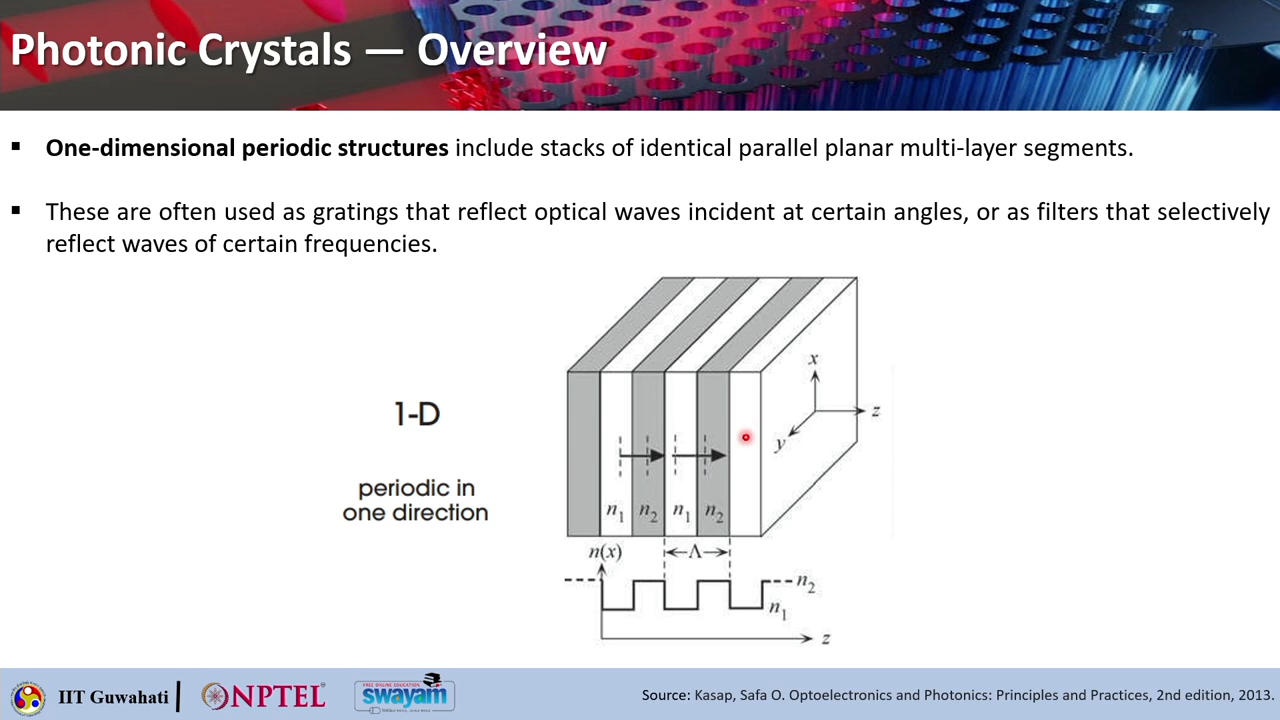 Photonic Crystals — Overview
▪ One-dimensional periodic structures include stacks of identical parallel planar multi-layer segments.
▪ These are often used as gratings that reflect optical waves incident at certain angles, or as filters that selectively
reflect waves of certain frequencies.
1-D
periodic in
one direction
x
z
y
n1 n2 n1 n2
n(x) Λ
n2
n1
z
IIT Guwahati
NPTEL
FREE ONLINE EDUCATION
swayam
Source: Kasap, Safa O. Optoelectronics and Photonics: Principles and Practices, 2nd edition, 2013.